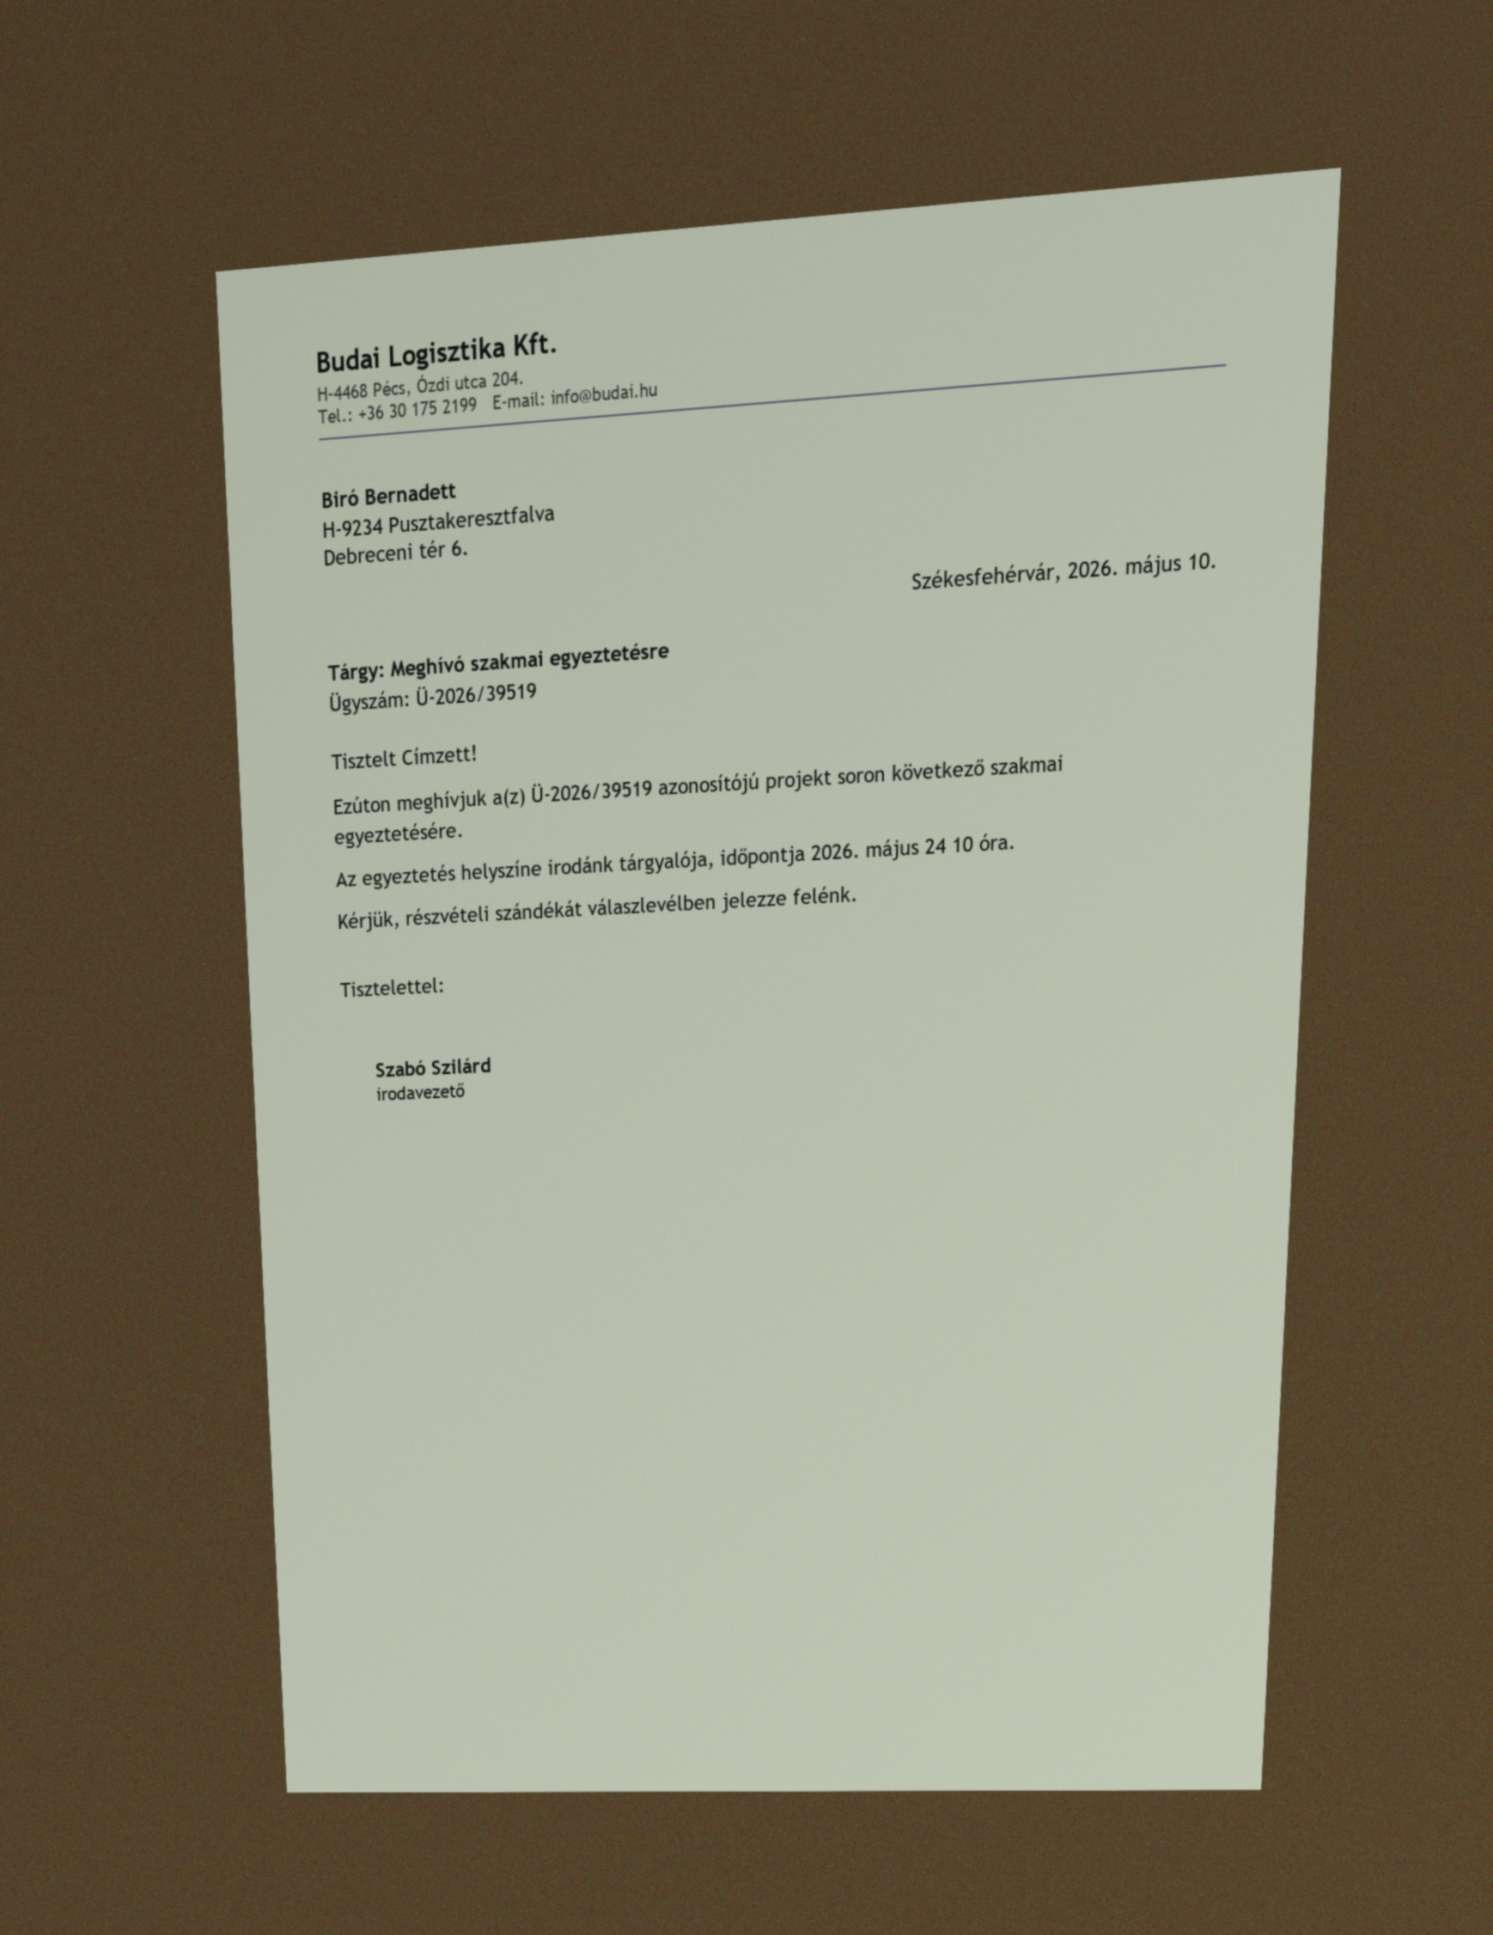 Budai Logisztika Kft.
H-4468 Pécs, Ózdi utca 204.
Tel.: +36 30 175 2199 E-mail: info@budai.hu
Biró Bernadett
H-9234 Pusztakeresztfalva
Debreceni tér 6.
Székesfehérvár, 2026. május 10.
Tárgy: Meghívó szakmai egyeztetésre
Ügyszám: Ü-2026/39519
Tisztelt Címzett!
Ezúton meghívjuk a(z) Ü-2026/39519 azonosítójú projekt soron következő szakmai
egyeztetésére.
Az egyeztetés helyszíne irodánk tárgyalója, időpontja 2026. május 24 10 óra.
Kérjük, részvételi szándékát válaszlevélben jelezze felénk.
Tisztelettel:
Szabó Szilárd
irodavezető